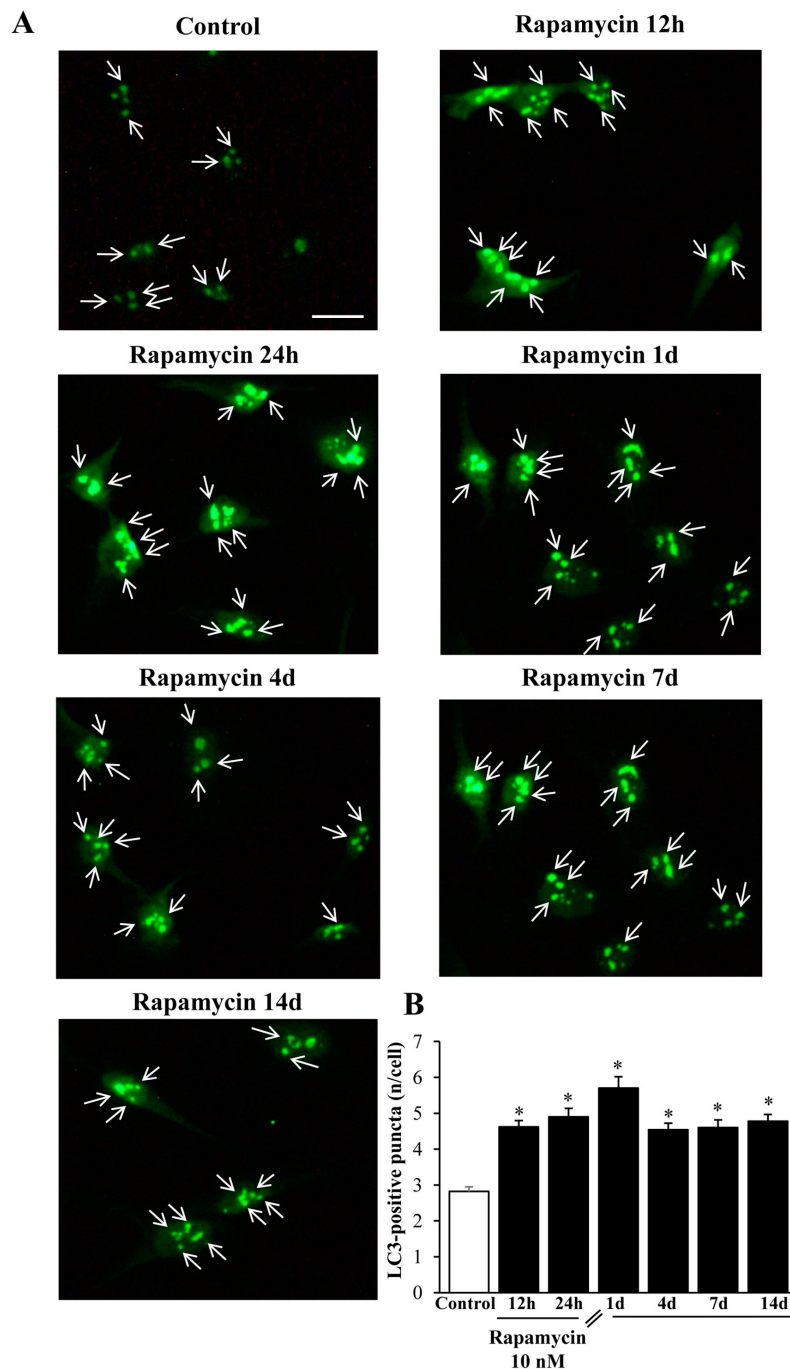 A
Control
Rapamycin 12h
Rapamycin 24h
Rapamycin 1d
Rapamycin 4d
Rapamycin 7d
Rapamycin 14d
B
LC3-positive puncta (n/cell)
7
6
5
4
3
2
1
0
*
*
*
*
*
*
Control
12h
24h
1d
4d
7d
14d
Rapamycin
10 nM